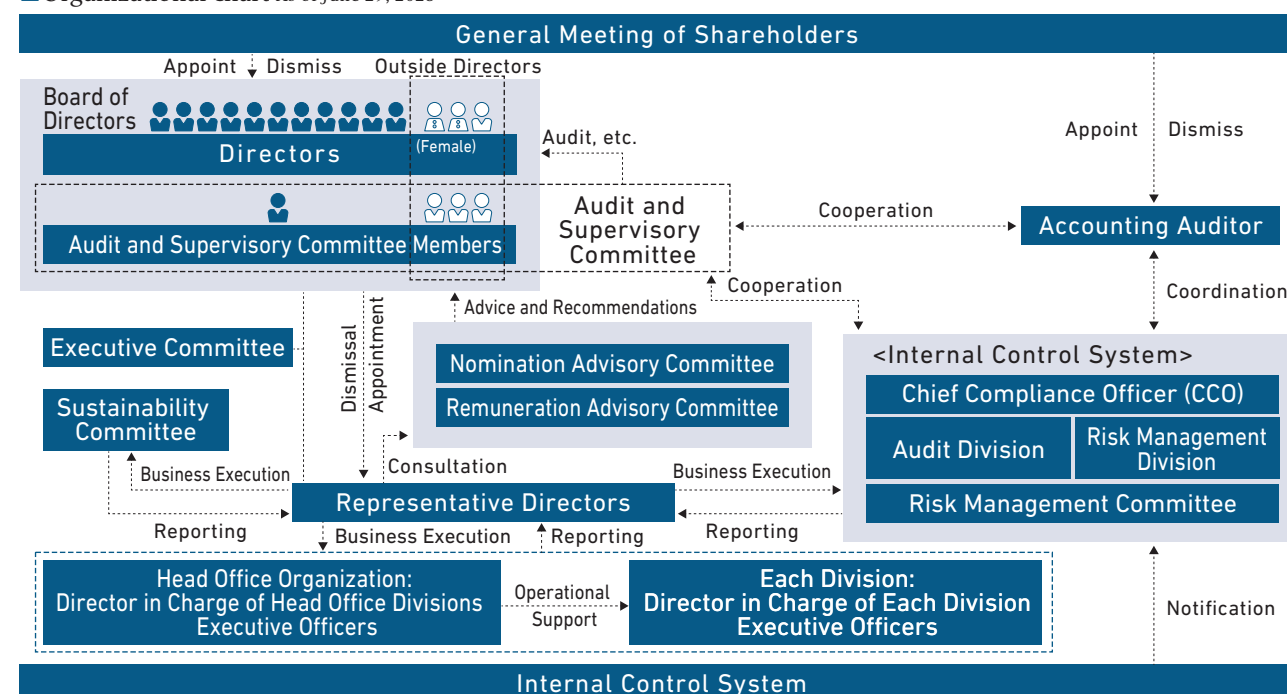 General Meeting of Shareholders
Appoint Dismiss
Outside Directors
Board of
Directors
(Female)
Directors
Audit, etc.
Appoint Dismiss
Audit and
Supervisory
Committee
Audit and Supervisory Committee Members
Cooperation
Accounting Auditor
Cooperation
Coordination
Advice and Recommendations
Dismissal
Appointment
Executive Committee
Nomination Advisory Committee
Remuneration Advisory Committee
Sustainability
Committee
<Internal Control System>
Chief Compliance Officer (CCO)
Audit Division
Risk Management
Division
Risk Management Committee
Business Execution
Consultation
Business Execution
Representative Directors
Reporting
Business Execution
Reporting
Reporting
Head Office Organization:
Director in Charge of Head Office Divisions
Executive Officers
Operational
Support
Each Division:
Director in Charge of Each Division
Executive Officers
Notification
Internal Control System